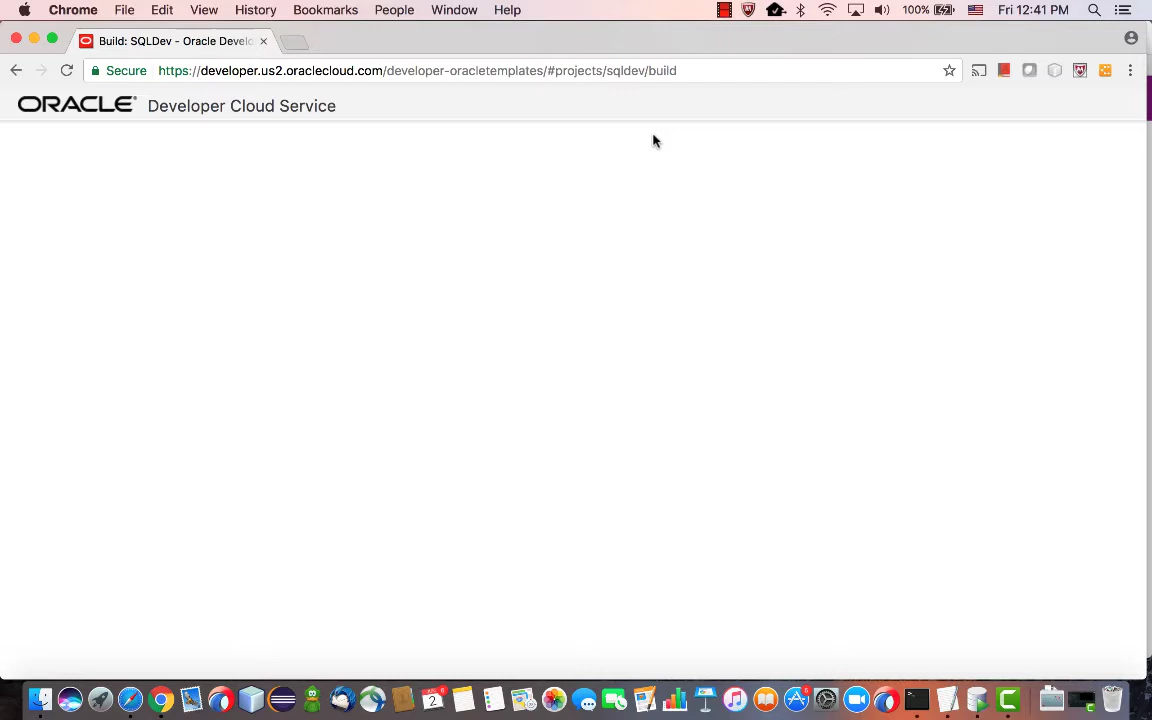 Chrome File Edit View History Bookmarks People Window Help 100% Fri 12:41 PM
Build: SQLDev - Oracle Develo
Secure https://developer.us2.oraclecloud.com/developer-oracletemplates/#projects/sqldev/build
ORACLE Developer Cloud Service